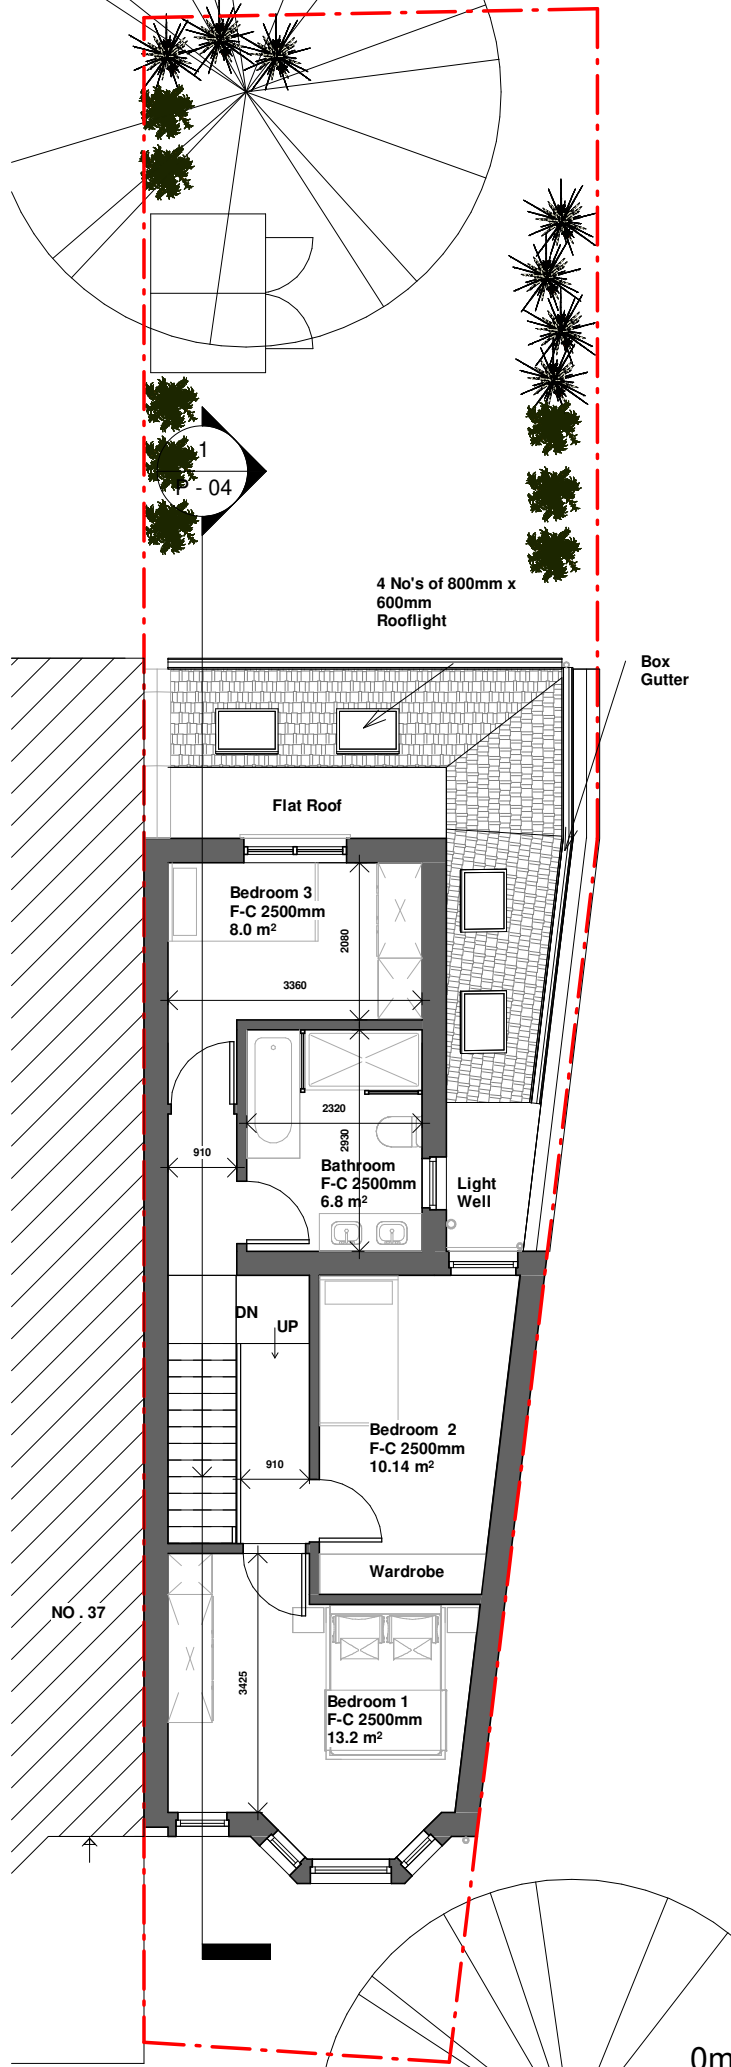 1
P - 04
4 No's of 800mm x
600mm
Rooflight
Box
Gutter
Flat Roof
Bedroom 3
F-C 2500mm
8.0 m²
2080
3360
2320
2930
910
Bathroom
F-C 2500mm
6.8 m²
Light
Well
DN
UP
Bedroom 2
F-C 2500mm
10.14 m²
910
Wardrobe
NO . 37
3425
Bedroom 1
F-C 2500mm
13.2 m²
0m